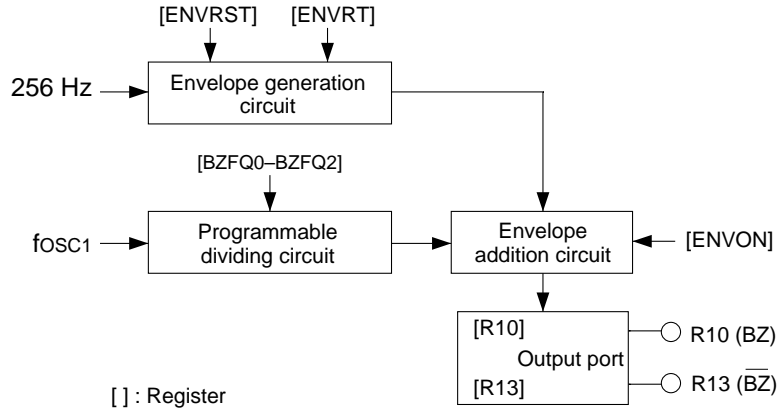 [ENVRST] [ENVRT]
256 Hz
Envelope generation
circuit
[BZFQ0–BZFQ2]
fOSC1
Programmable
dividing circuit
Envelope
addition circuit
[ENVON]
[R10]
R10 (BZ)
Output port
[R13]
R13 (B̅Z̅)
[ ] : Register